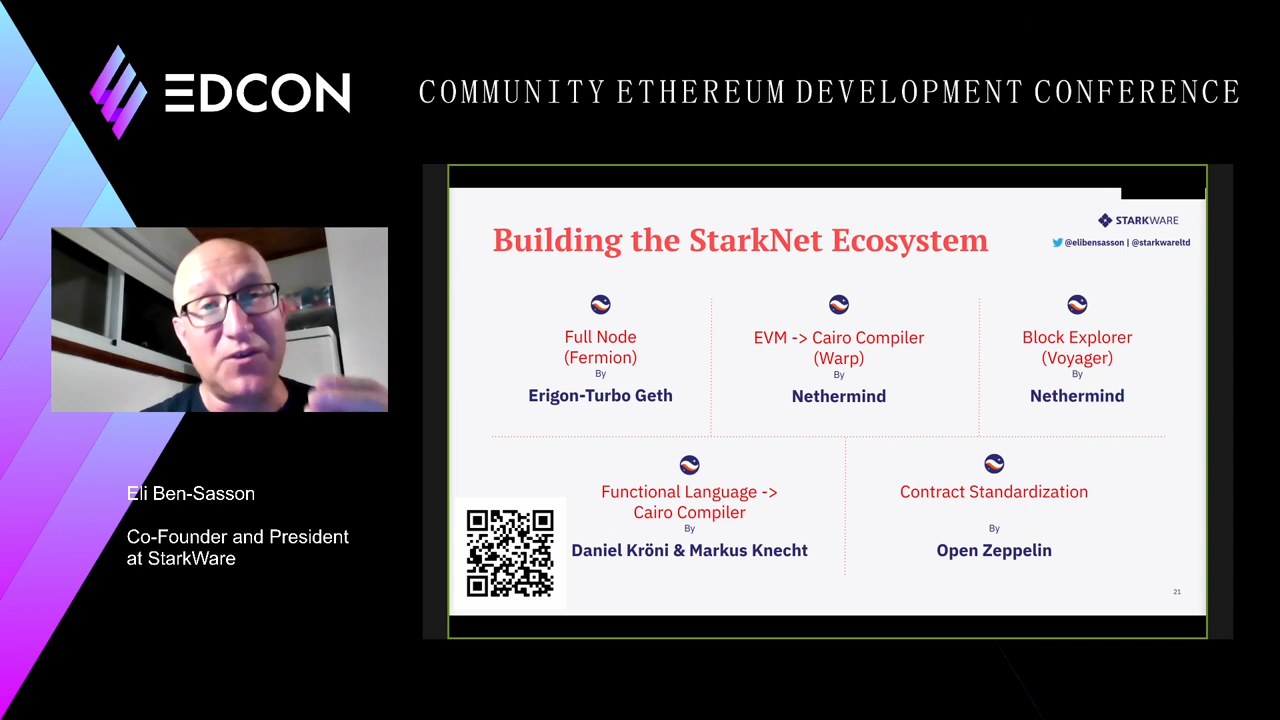 EDCON
COMMUNITY ETHEREUM DEVELOPMENT CONFERENCE
Building the StarkNet Ecosystem
STARKWARE
@elibensasson | @starkwareltd
Full Node
(Fermion)
By
Erigon-Turbo Geth
EVM -> Cairo Compiler
(Warp)
By
Nethermind
Block Explorer
(Voyager)
By
Nethermind
Functional Language ->
Cairo Compiler
By
Daniel Kröni & Markus Knecht
Contract Standardization
By
Open Zeppelin
21
Eli Ben-Sasson
Co-Founder and President
at StarkWare